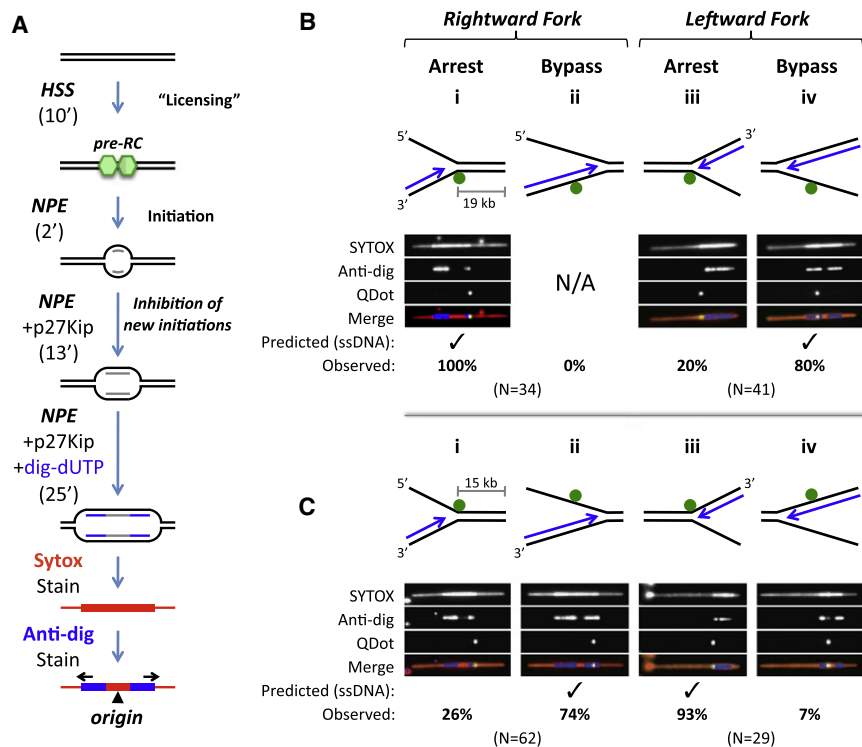 A
HSS
(10’)
“Licensing”
pre-RC
NPE
(2’)
Initiation
NPE
+p27Kip
(13’)
Inhibition of
new initiations
NPE
+p27Kip
+dig-dUTP
(25’)
Sytox
Stain
Anti-dig
Stain
origin
B
Rightward Fork
Leftward Fork
Arrest
Bypass
Arrest
Bypass
i
ii
iii
iv
5’
3’
19 kb
5’
3’
SYTOX
Anti-dig
QDot
Merge
N/A
Predicted (ssDNA): ✓ ✓
Observed: 100% 0% 20% 80%
(N=34) (N=41)
C
i
ii
iii
iv
5’
3’
15 kb
5’
3’
3’
SYTOX
Anti-dig
QDot
Merge
Predicted (ssDNA): ✓ ✓
Observed: 26% 74% 93% 7%
(N=62) (N=29)